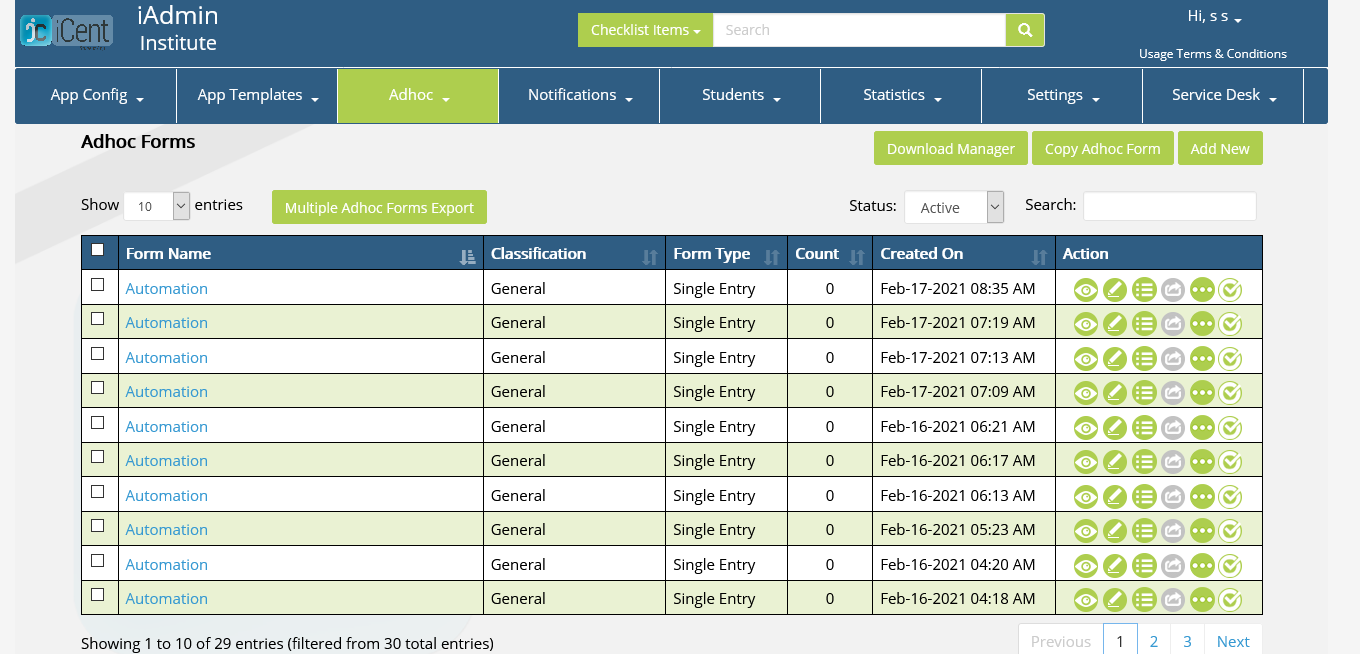 iCent
iAdmin
Institute
Checklist Items
Search
Hi, s s
Usage Terms & Conditions
App Config
App Templates
Adhoc
Notifications
Students
Statistics
Settings
Service Desk
Adhoc Forms
Download Manager
Copy Adhoc Form
Add New
Show 10 entries
Multiple Adhoc Forms Export
Status: Active
Search:
Form Name Classification Form Type Count Created On Action
Automation General Single Entry 0 Feb-17-2021 08:35 AM
Automation General Single Entry 0 Feb-17-2021 07:19 AM
Automation General Single Entry 0 Feb-17-2021 07:13 AM
Automation General Single Entry 0 Feb-17-2021 07:09 AM
Automation General Single Entry 0 Feb-16-2021 06:21 AM
Automation General Single Entry 0 Feb-16-2021 06:17 AM
Automation General Single Entry 0 Feb-16-2021 06:13 AM
Automation General Single Entry 0 Feb-16-2021 05:23 AM
Automation General Single Entry 0 Feb-16-2021 04:20 AM
Automation General Single Entry 0 Feb-16-2021 04:18 AM
Showing 1 to 10 of 29 entries (filtered from 30 total entries)
Previous 1 2 3 Next